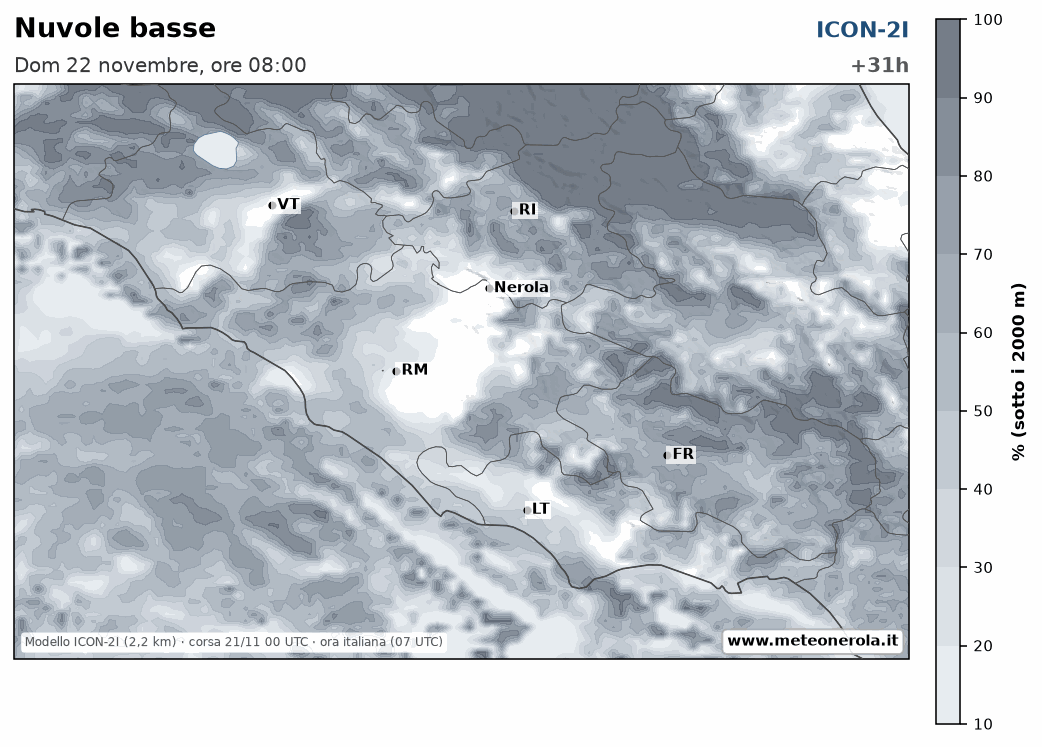 Nuvole basse
ICON-2I
Dom 22 novembre, ore 08:00
+31h
VT
RI
Nerola
RM
FR
LT
Modello ICON-2I (2,2 km) · corsa 21/11 00 UTC · ora italiana (07 UTC)
www.meteonerola.it
100
90
80
70
60
50
40
30
20
10
% (sotto i 2000 m)